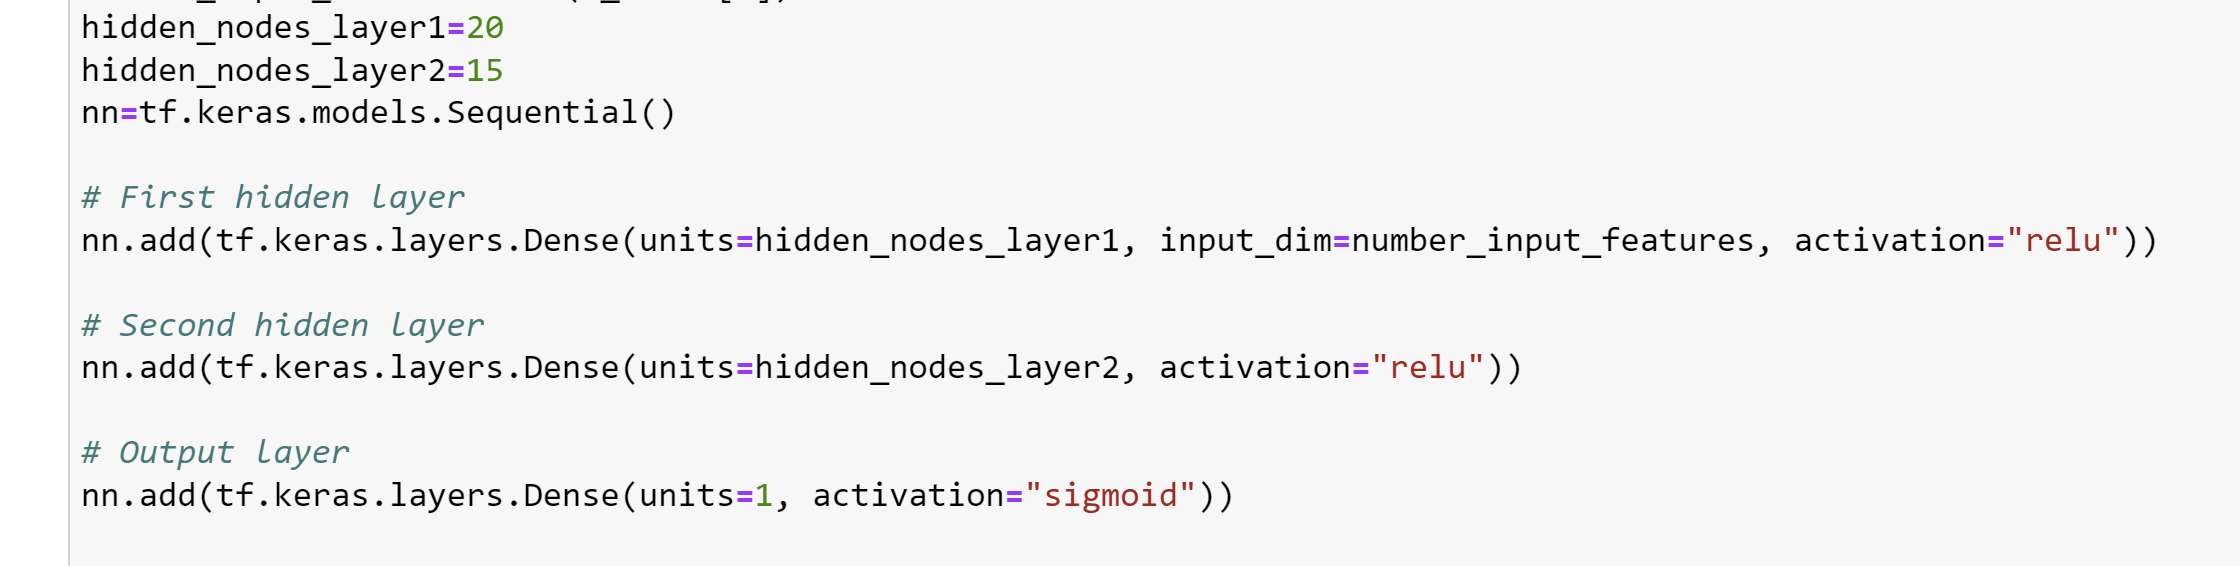 hidden_nodes_layer1=20
hidden_nodes_layer2=15
nn=tf.keras.models.Sequential()
# First hidden layer
nn.add(tf.keras.layers.Dense(units=hidden_nodes_layer1, input_dim=number_input_features, activation="relu"))
# Second hidden layer
nn.add(tf.keras.layers.Dense(units=hidden_nodes_layer2, activation="relu"))
# Output layer
nn.add(tf.keras.layers.Dense(units=1, activation="sigmoid"))